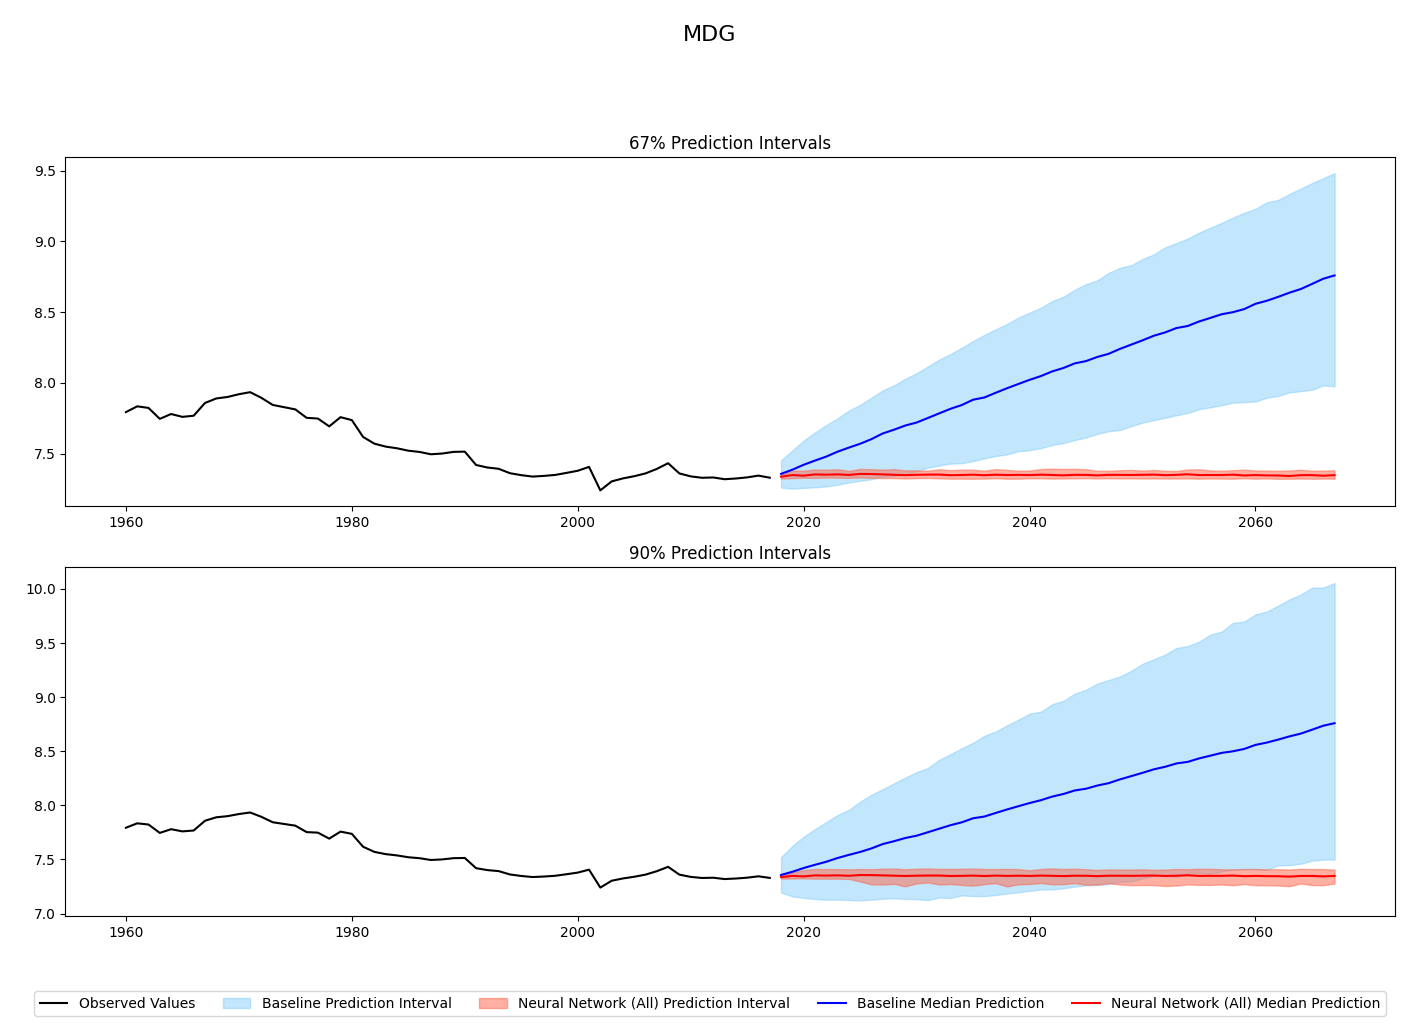 MDG
67% Prediction Intervals
9.5
9.0
8.5
8.0
7.5
1960 1980 2000 2020 2040 2060
90% Prediction Intervals
10.0
9.5
9.0
8.5
8.0
7.5
7.0
1960 1980 2000 2020 2040 2060
Observed Values Baseline Prediction Interval Neural Network (All) Prediction Interval Baseline Median Prediction Neural Network (All) Median Prediction